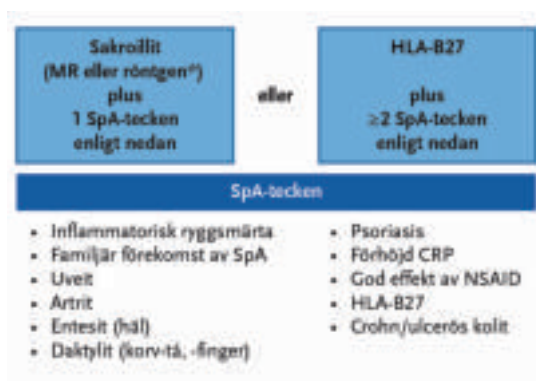 Sakroillit
(MR eller röntgen*)
plus
1 SpA-tecken
enligt nedan
eller
HLA-B27
plus
≥2 SpA-tecken
enligt nedan
SpA-tecken
• Inflammatorisk ryggsmärta
• Familjär förekomst av SpA
• Uveit
• Artrit
• Entesit (häl)
• Daktylit (korv-tå, -finger)
• Psoriasis
• Förhöjd CRP
• God effekt av NSAID
• HLA-B27
• Crohn/ulcerös kolit